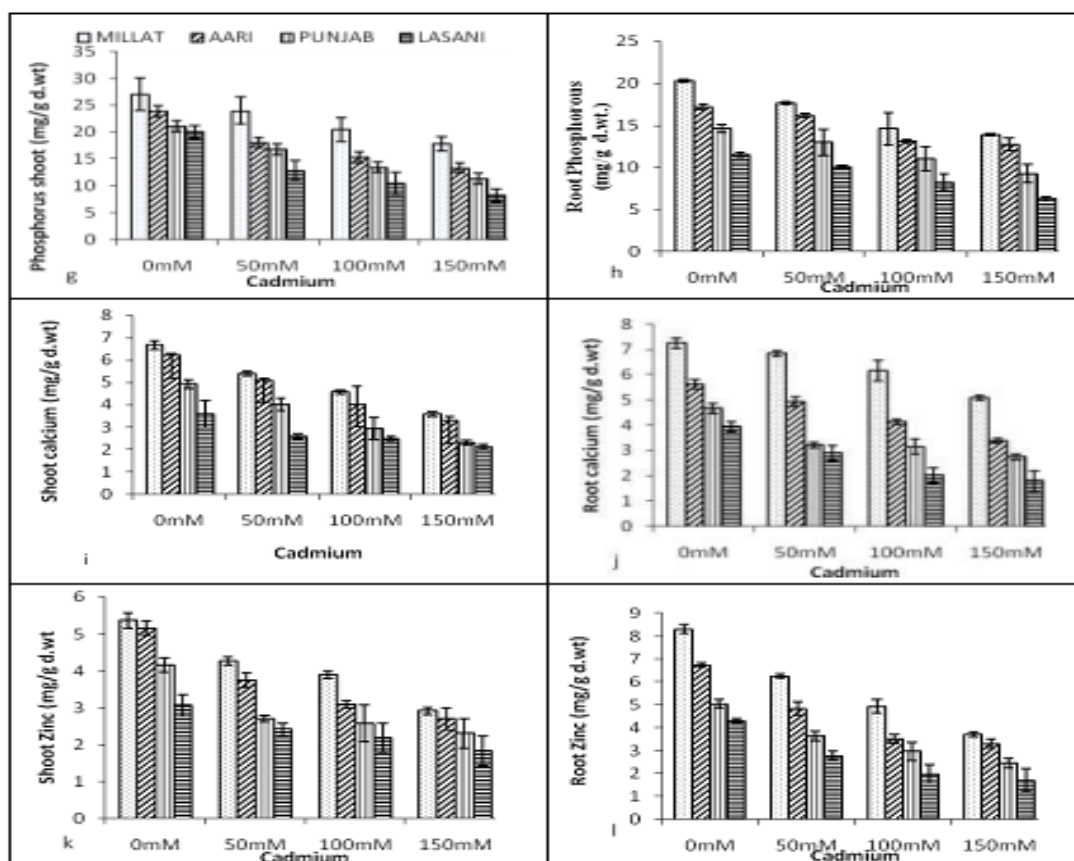 MILLAT AARI PUNJAB LASANI
Phosphorus shoot (mg/g d.wt)
35
30
25
20
15
10
5
0
0mM 50mM 100mM 150mM
g
Cadmium
Root Phosphorous
(mg/g d.wt.)
25
20
15
10
5
0
0mM 50mM 100mM 150mM
h
Cadmium
Shoot calcium (mg/g d.wt)
8
7
6
5
4
3
2
1
0
0mM 50mM 100mM 150mM
i
Cadmium
Root calcium (mg/g d.wt)
8
7
6
5
4
3
2
1
0
0mM 50mM 100mM 150mM
j
Cadmium
Shoot Zinc (mg/g d.wt
6
5
4
3
2
1
0
0mM 50mM 100mM 150mM
k
Cadmium
Root Zinc (mg/g d.wt)
9
8
7
6
5
4
3
2
1
0
0mM 50mM 100mM 150mM
l
Cadmium